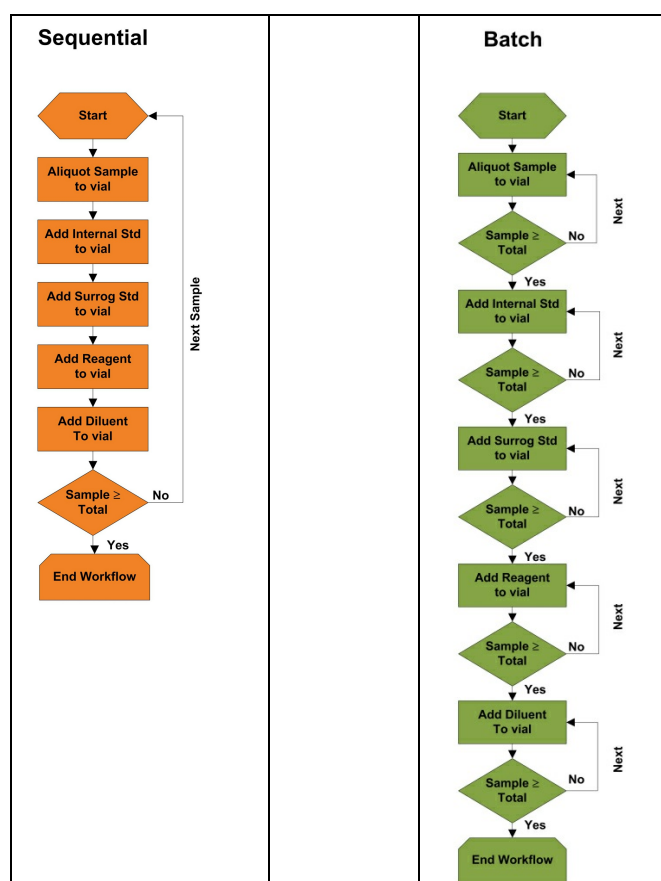 Sequential
Start
Aliquot Sample
to vial
Add Internal Std
to vial
Add Surrog Std
to vial
Add Reagent
to vial
Add Diluent
To vial
Sample ≥
Total
No
Yes
Next Sample
End Workflow
Batch
Start
Aliquot Sample
to vial
Sample ≥
Total
No
Next
Yes
Add Internal Std
to vial
Sample ≥
Total
No
Next
Yes
Add Surrog Std
to vial
Sample ≥
Total
No
Next
Yes
Add Reagent
to vial
Sample ≥
Total
No
Next
Yes
Add Diluent
To vial
Sample ≥
Total
No
Next
Yes
End Workflow